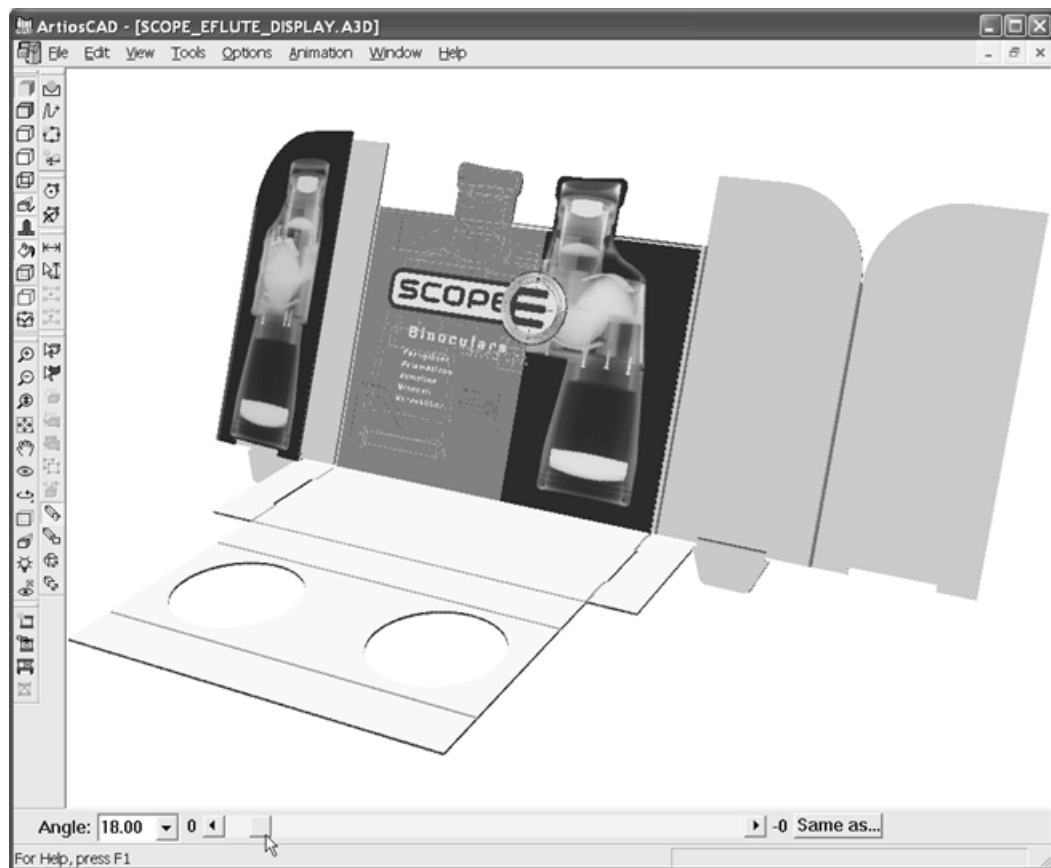 ArtiosCAD - [SCOPE_EFLUTE_DISPLAY.A3D]
File Edit View Tools Options Animation Window Help
SCOPE
Binoculars
Angle: 18.00 0 -0 Same as...
For Help, press F1